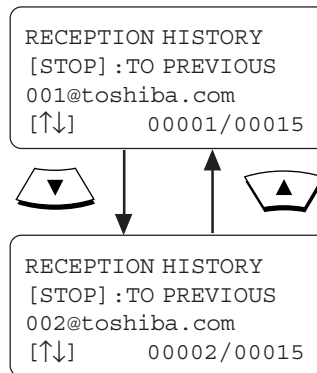 RECEPTION HISTORY
[STOP]:TO PREVIOUS
001@toshiba.com
[↑↓] 00001/00015
RECEPTION HISTORY
[STOP]:TO PREVIOUS
002@toshiba.com
[↑↓] 00002/00015